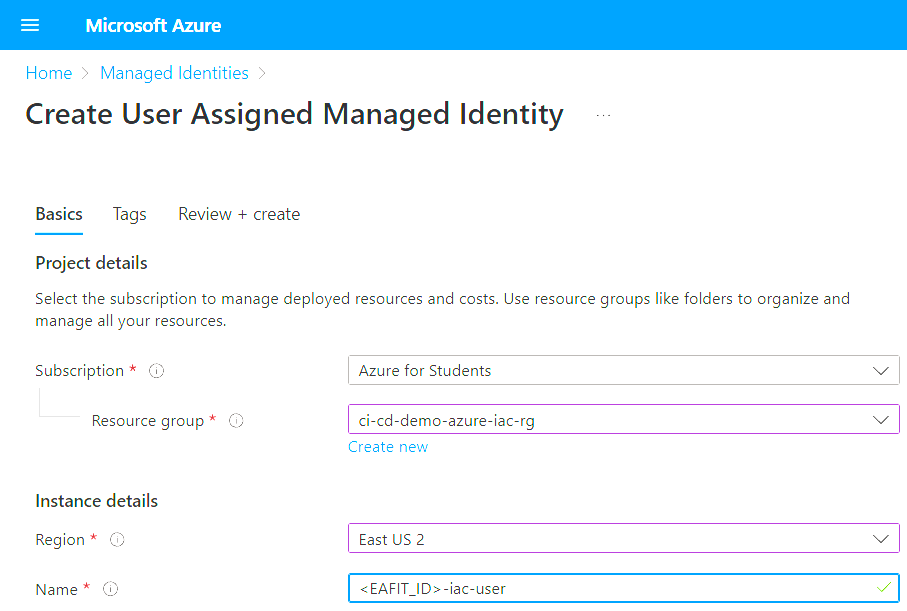 Microsoft Azure
Home > Managed Identities >
Create User Assigned Managed Identity ...
Basics Tags Review + create
Project details
Select the subscription to manage deployed resources and costs. Use resource groups like folders to organize and
manage all your resources.
Subscription * Azure for Students
Resource group * ci-cd-demo-azure-iac-rg
Create new
Instance details
Region * East US 2
Name * <EAFIT_ID>-iac-user